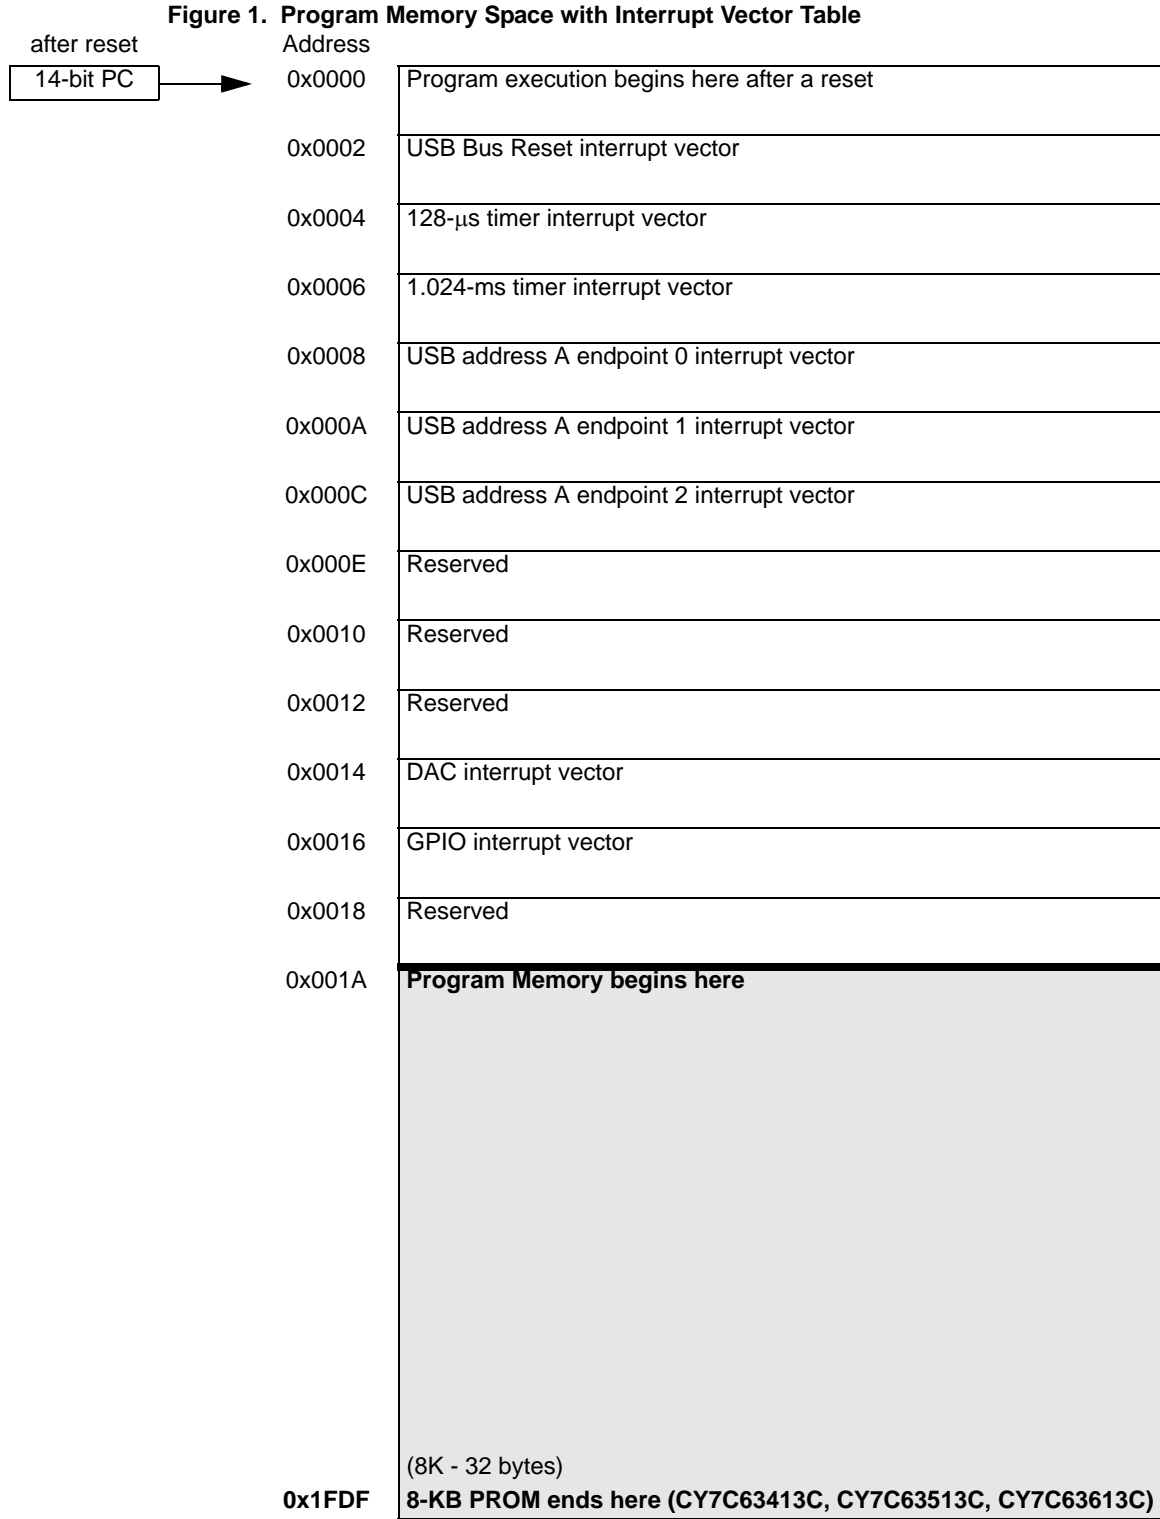 Figure 1. Program Memory Space with Interrupt Vector Table
after reset Address
14-bit PC 0x0000 Program execution begins here after a reset
0x0002 USB Bus Reset interrupt vector
0x0004 128-μs timer interrupt vector
0x0006 1.024-ms timer interrupt vector
0x0008 USB address A endpoint 0 interrupt vector
0x000A USB address A endpoint 1 interrupt vector
0x000C USB address A endpoint 2 interrupt vector
0x000E Reserved
0x0010 Reserved
0x0012 Reserved
0x0014 DAC interrupt vector
0x0016 GPIO interrupt vector
0x0018 Reserved
0x001A Program Memory begins here
(8K - 32 bytes)
0x1FDF 8-KB PROM ends here (CY7C63413C, CY7C63513C, CY7C63613C)